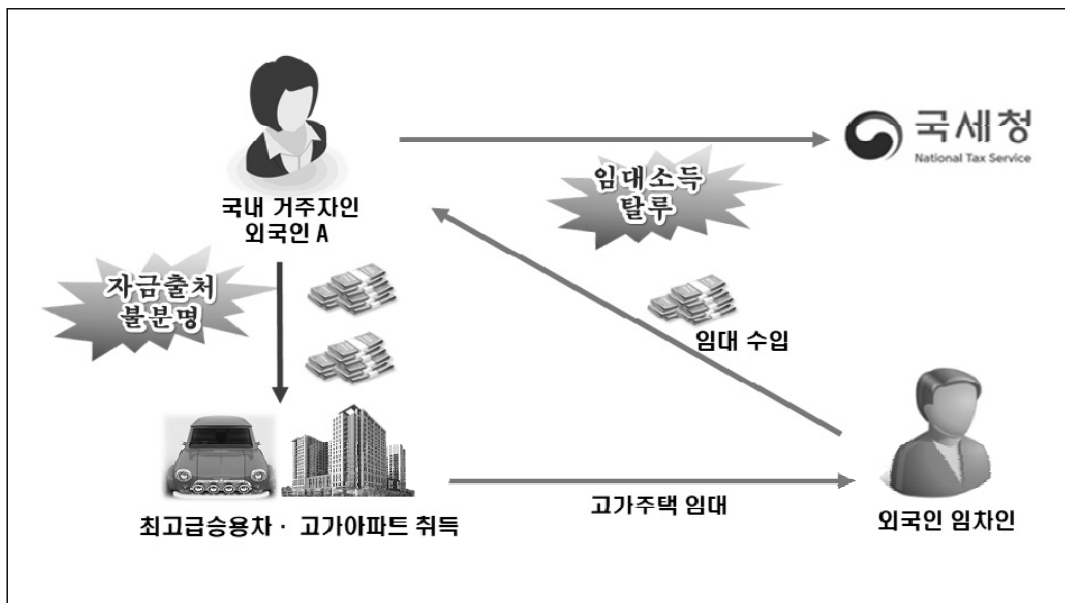 국세청
National Tax Service
임대소득
탈루
국내 거주자인
외국인 A
자금출처
불분명
임대 수입
최고급승용차 · 고가아파트 취득
고가주택 임대
외국인 임차인